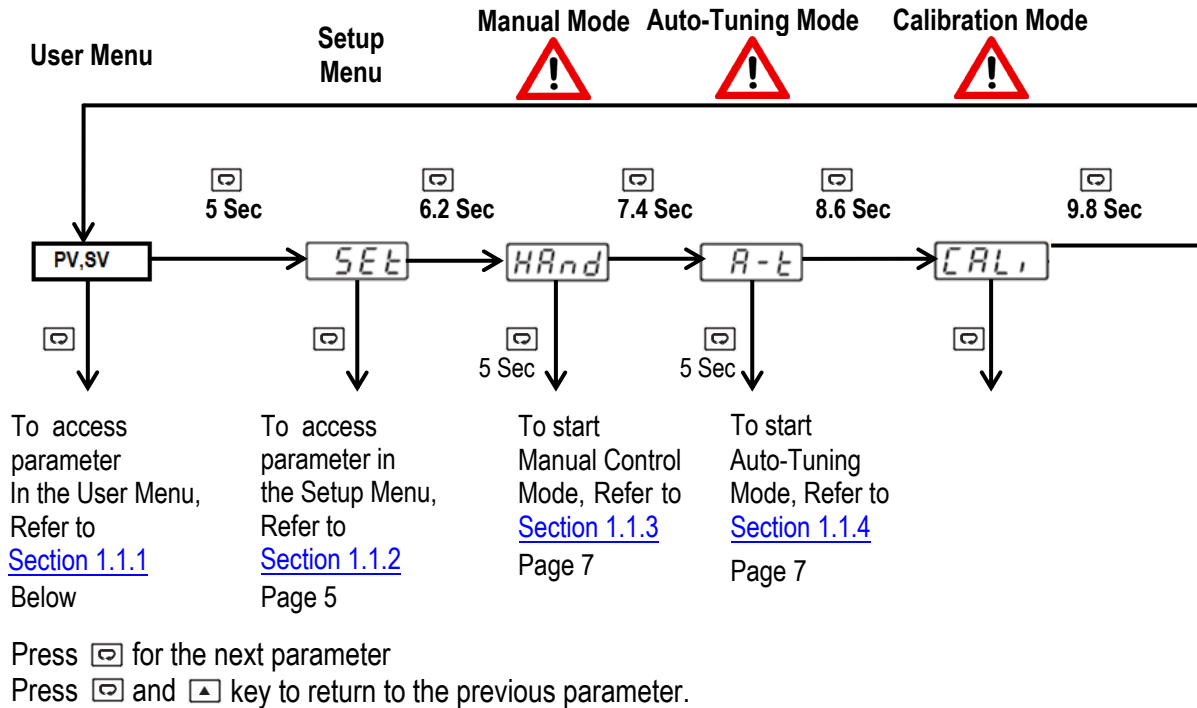 User Menu
Setup
Menu
Manual Mode
Auto-Tuning Mode
Calibration Mode
5 Sec
6.2 Sec
7.4 Sec
8.6 Sec
9.8 Sec
PV,SV
SEt
HAnd
A-t
CALi
5 Sec
5 Sec
To access
parameter
In the User Menu,
Refer to
Section 1.1.1
Below
To access
parameter in
the Setup Menu,
Refer to
Section 1.1.2
Page 5
To start
Manual Control
Mode, Refer to
Section 1.1.3
Page 7
To start
Auto-Tuning
Mode, Refer to
Section 1.1.4
Page 7
Press for the next parameter
Press and key to return to the previous parameter.